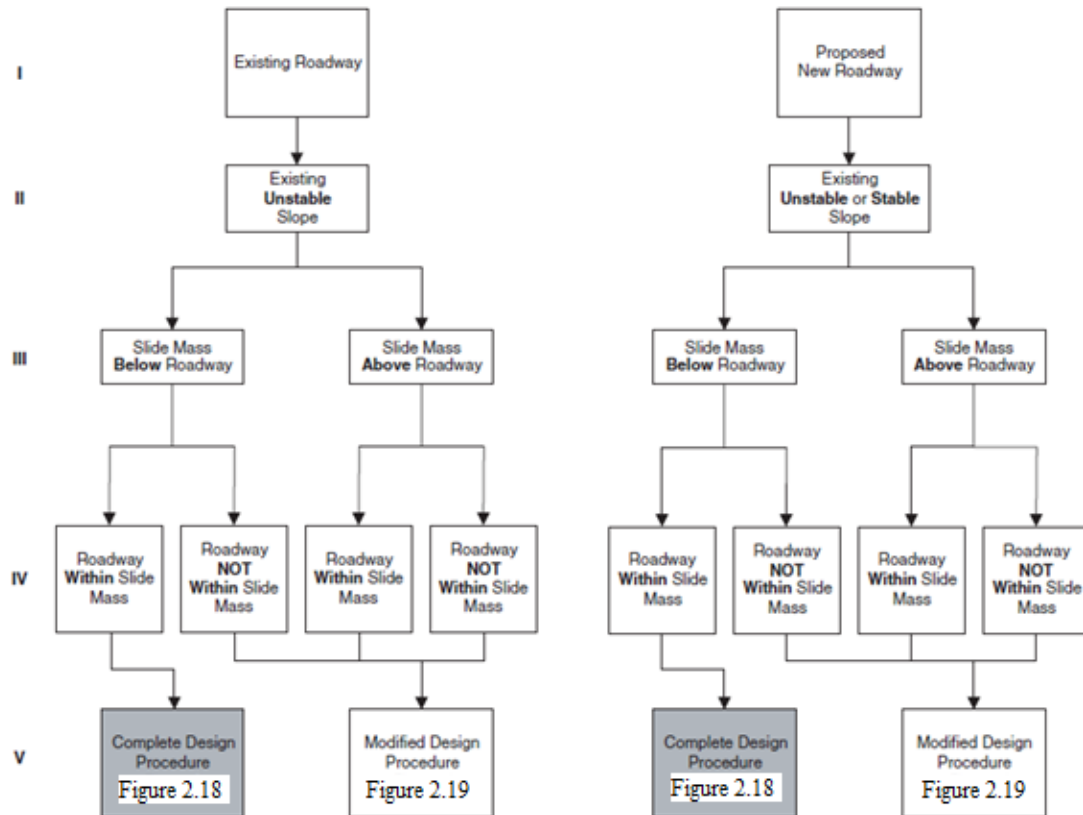 I
Existing Roadway
Proposed
New Roadway
II
Existing
Unstable
Slope
Existing
Unstable or Stable
Slope
III
Slide Mass
Below Roadway
Slide Mass
Above Roadway
Slide Mass
Below Roadway
Slide Mass
Above Roadway
IV
Roadway
Within Slide
Mass
Roadway
NOT
Within Slide
Mass
Roadway
Within Slide
Mass
Roadway
NOT
Within Slide
Mass
Roadway
Within Slide
Mass
Roadway
NOT
Within Slide
Mass
Roadway
Within Slide
Mass
Roadway
NOT
Within Slide
Mass
V
Complete Design
Procedure
Figure 2.18
Modified Design
Procedure
Figure 2.19
Complete Design
Procedure
Figure 2.18
Modified Design
Procedure
Figure 2.19